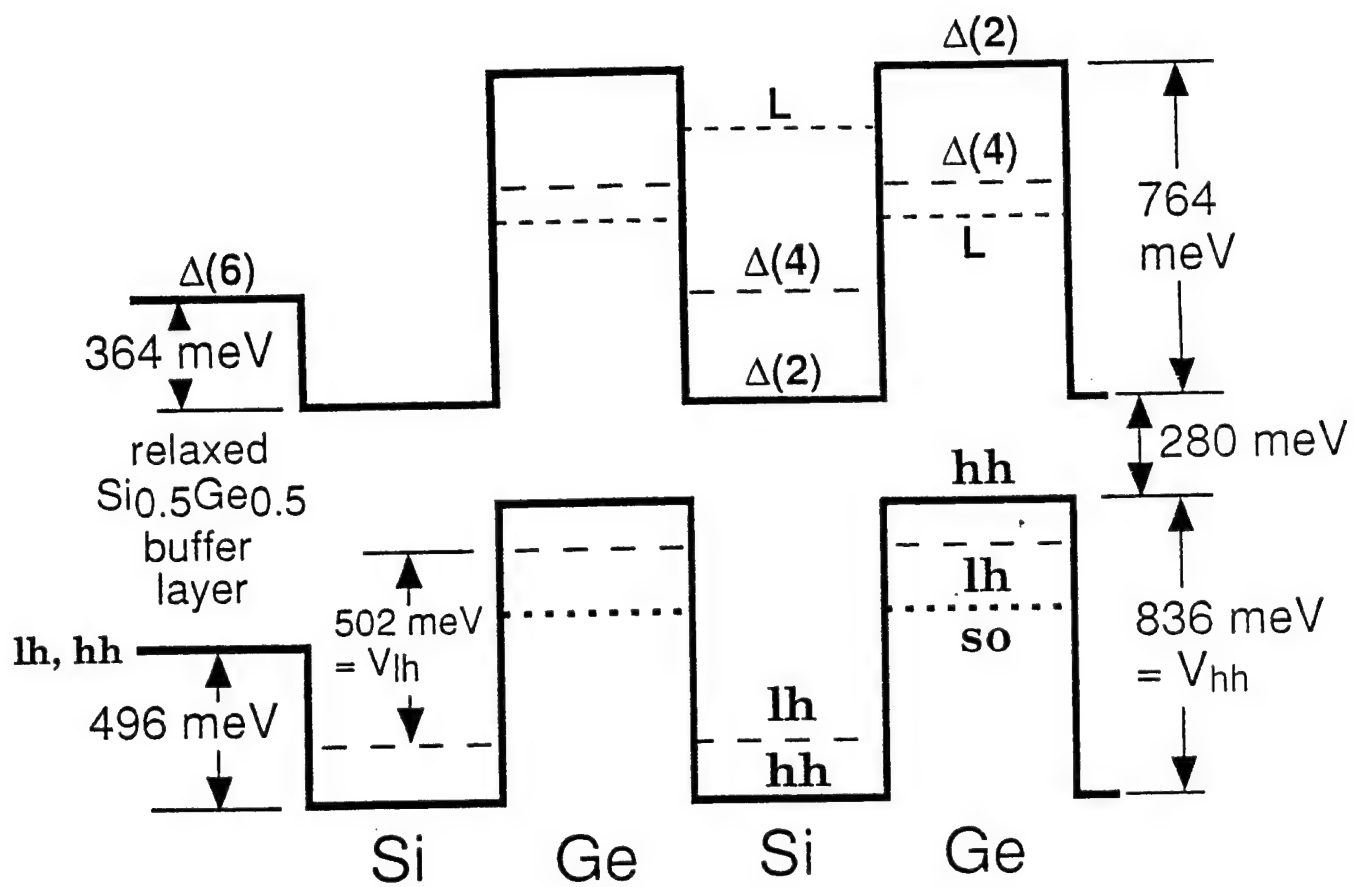 Δ(2)
L
Δ(4)
764
meV
L
Δ(6)
Δ(4)
364 meV
Δ(2)
280 meV
relaxed
Si0.5Ge0.5
buffer
layer
hh
lh
502 meV
= Vlh
so
836 meV
= Vhh
lh, hh
496 meV
lh
hh
Si
Ge
Si
Ge